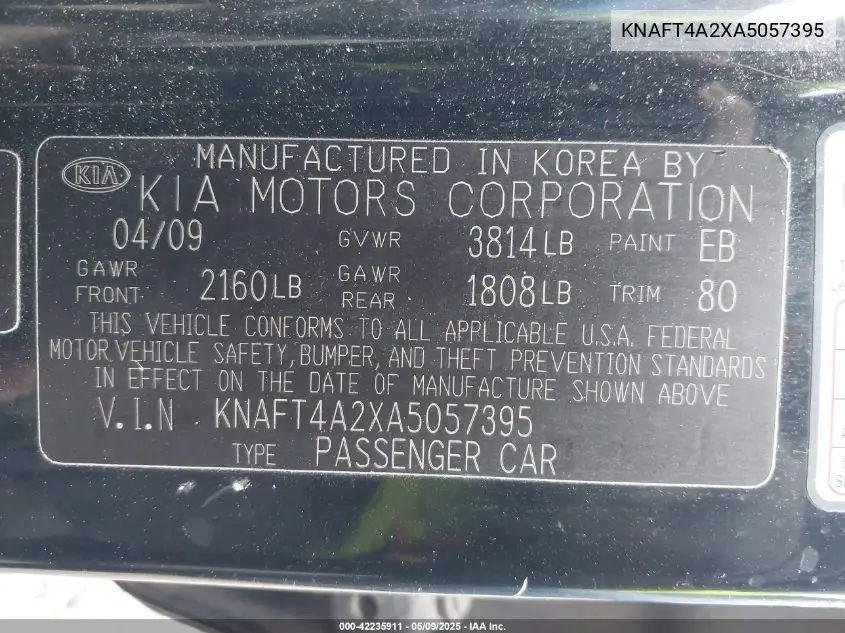 KNAFT4A2XA5057395
MANUFACTURED IN KOREA BY
KIA KIA MOTORS CORPORATION
04/09 GVWR 3814LB PAINT EB
GAWR FRONT 2160LB GAWR REAR 1808LB TRIM 80
THIS VEHICLE CONFORMS TO ALL APPLICABLE U.S.A. FEDERAL
MOTOR VEHICLE SAFETY, BUMPER, AND THEFT PREVENTION STANDARDS
IN EFFECT ON THE DATE OF MANUFACTURE SHOWN ABOVE
V.I.N KNAFT4A2XA5057395
TYPE PASSENGER CAR
000-42235911 - 05/09/2025 - IAA Inc.